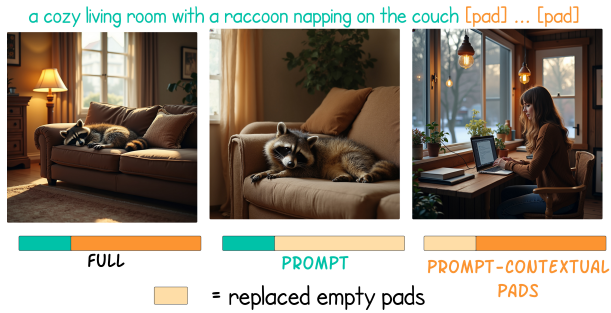 a cozy living room with a raccoon napping on the couch [pad] ... [pad]
FULL
PROMPT
PROMPT-CONTEXTUAL
PADS
= replaced empty pads